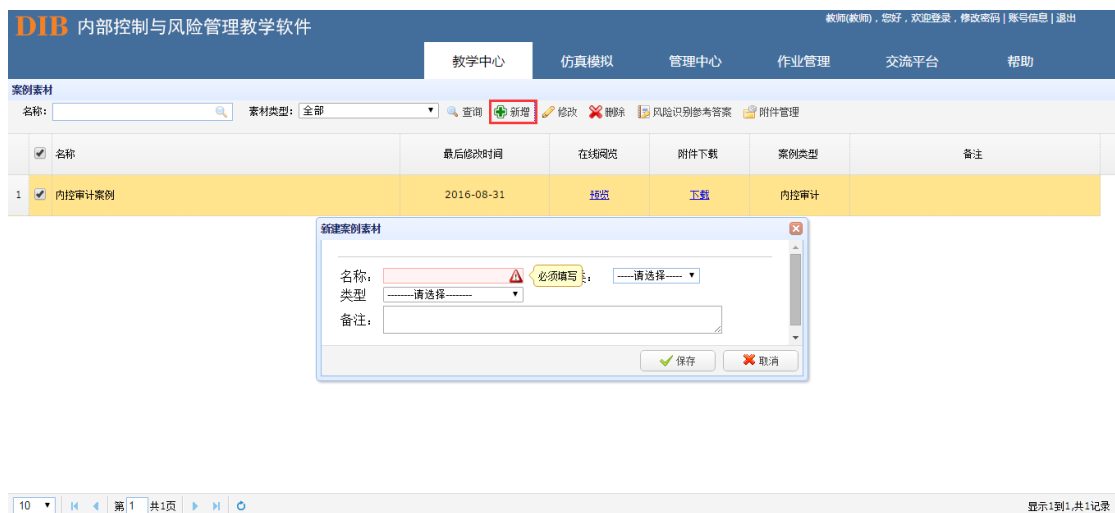 教师(教师)，您好，欢迎登录，修改密码 | 账号信息 | 退出
DIB 内部控制与风险管理教学软件
教学中心 仿真模拟 管理中心 作业管理 交流平台 帮助
案例素材
名称: 素材类型: 全部 查询 新增 修改 删除 风险识别参考答案 附件管理
名称 最后修改时间 在线阅览 附件下载 案例类型 备注
1 内控审计案例 2016-08-31 预览 下载 内控审计
新建案例素材
名称: 必须填写 : -----请选择-----
类型 --------请选择--------
备注:
保存 取消
10 第 1 共1页 显示1到1,共1记录